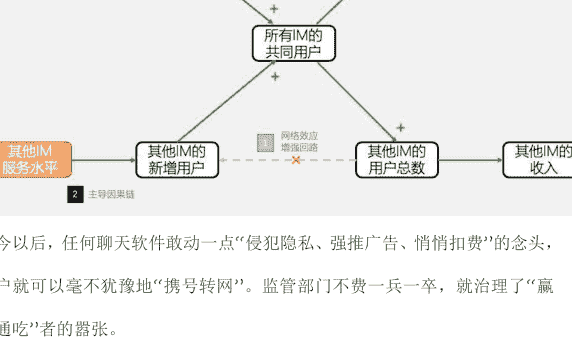 +
所有IM的
共同用户
+
+
网络效应
增强回路
其他IM
服务水平
其他IM的
新增用户
其他IM的
用户总数
其他IM的
收入
2 主导因果链
今以后，任何聊天软件敢动一点“侵犯隐私、强推广告、悄悄扣费”的念头，
户就可以毫不犹豫地“携号转网”。监管部门不费一兵一卒，就治理了“赢
通吃”者的嚣张。